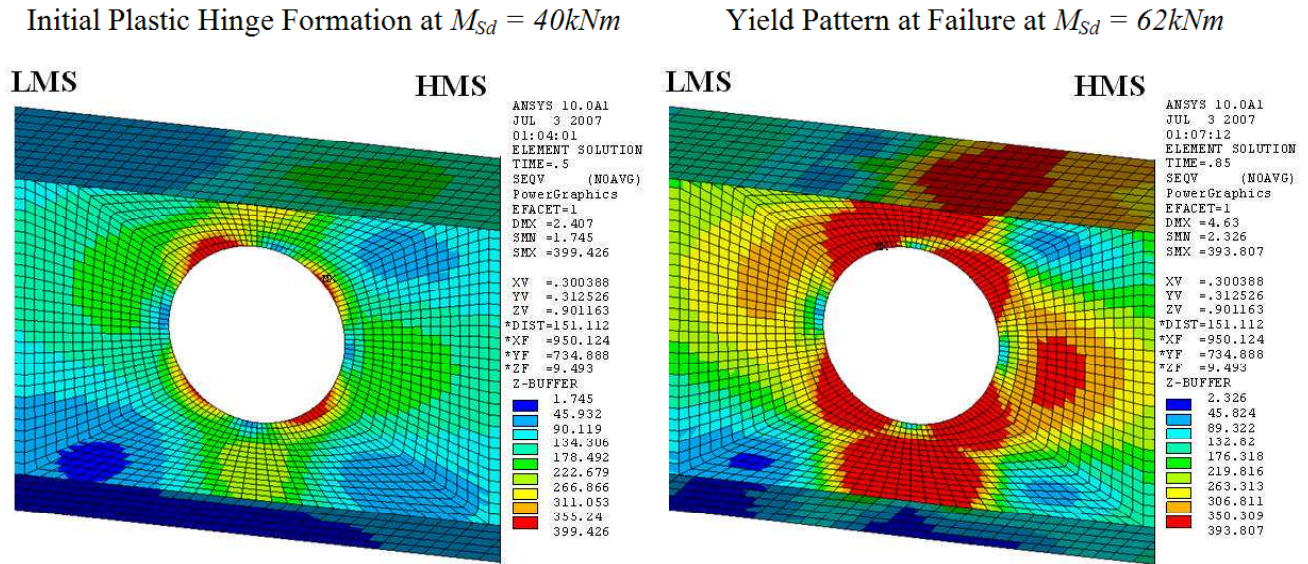 Initial Plastic Hinge Formation at MSd = 40kNm
LMS
HMS
ANSYS 10.0A1
JUL 3 2007
01:04:01
ELEMENT SOLUTION
TIME=.5
SEQV (NOAVG)
PowerGraphics
EFACET=1
DMX =2.407
SMN =1.745
SMX =399.426
XV =.300388
YV =.312526
ZV =.901163
*DIST=151.112
*XF =950.124
*YF =734.888
*ZF =9.493
Z-BUFFER
1.745
45.932
90.119
134.306
178.492
222.679
266.866
311.053
355.24
399.426
Yield Pattern at Failure at MSd = 62kNm
LMS
HMS
ANSYS 10.0A1
JUL 3 2007
01:07:12
ELEMENT SOLUTION
TIME=.85
SEQV (NOAVG)
PowerGraphics
EFACET=1
DMX =4.63
SMN =2.326
SMX =393.807
XV =.300388
YV =.312526
ZV =.901163
*DIST=151.112
*XF =950.124
*YF =734.888
*ZF =9.493
Z-BUFFER
2.326
45.824
89.322
132.82
176.318
219.816
263.313
306.811
350.309
393.807